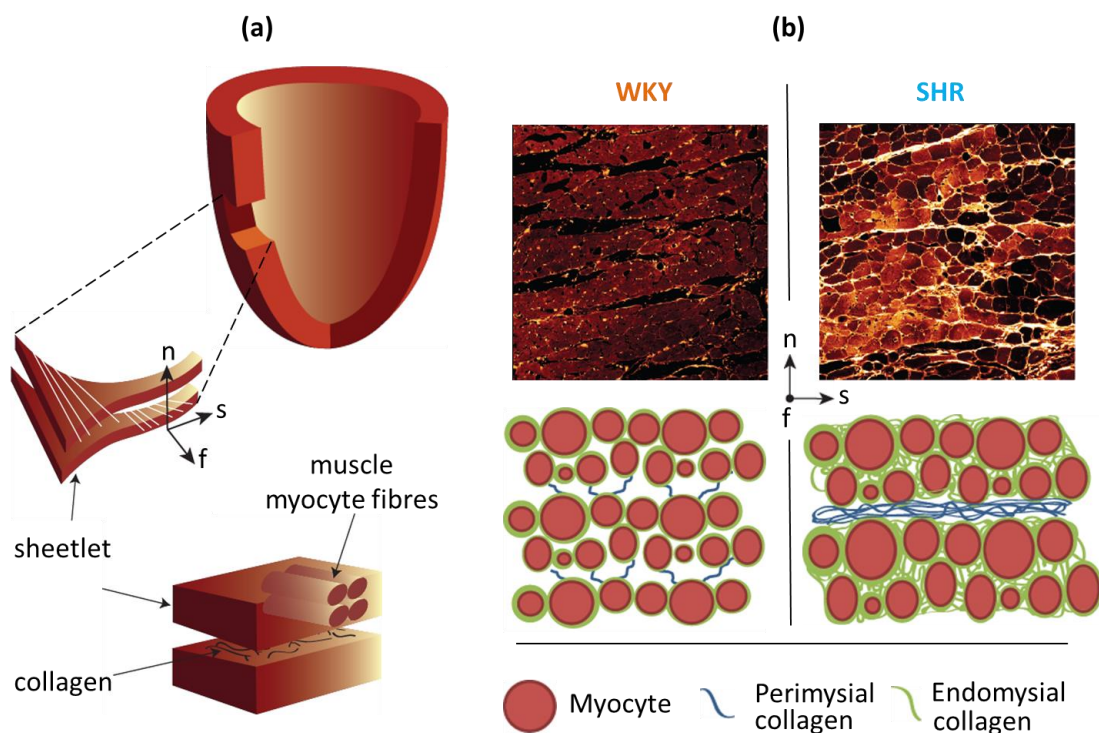 (a)
n
s
f
sheetlet
muscle
myocyte fibres
collagen
(b)
WKY
SHR
n
s
f
Myocyte
Perimysial
collagen
Endomysial
collagen